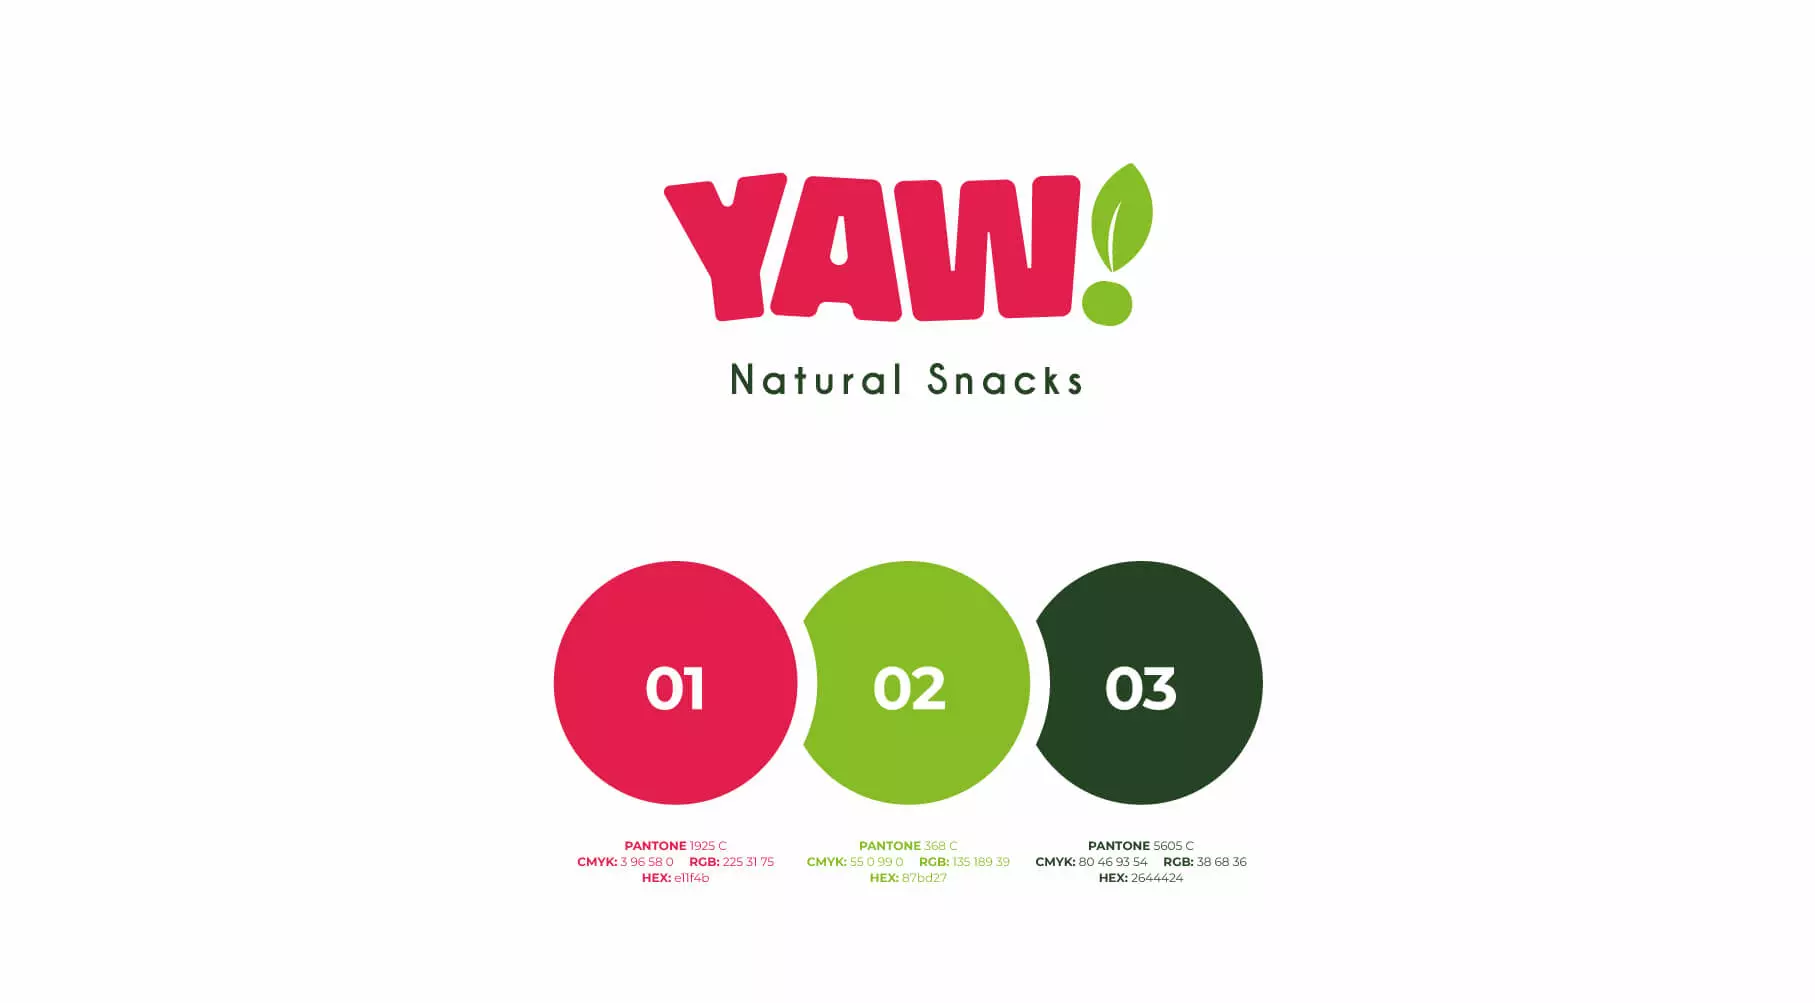 YAW!
Natural Snacks
01
02
03
PANTONE 1925 C
CMYK: 3 96 58 0 RGB: 225 31 75
HEX: e11f4b
PANTONE 368 C
CMYK: 55 0 99 0 RGB: 135 189 39
HEX: 87bd27
PANTONE 5605 C
CMYK: 80 46 93 54 RGB: 38 68 36
HEX: 2644424